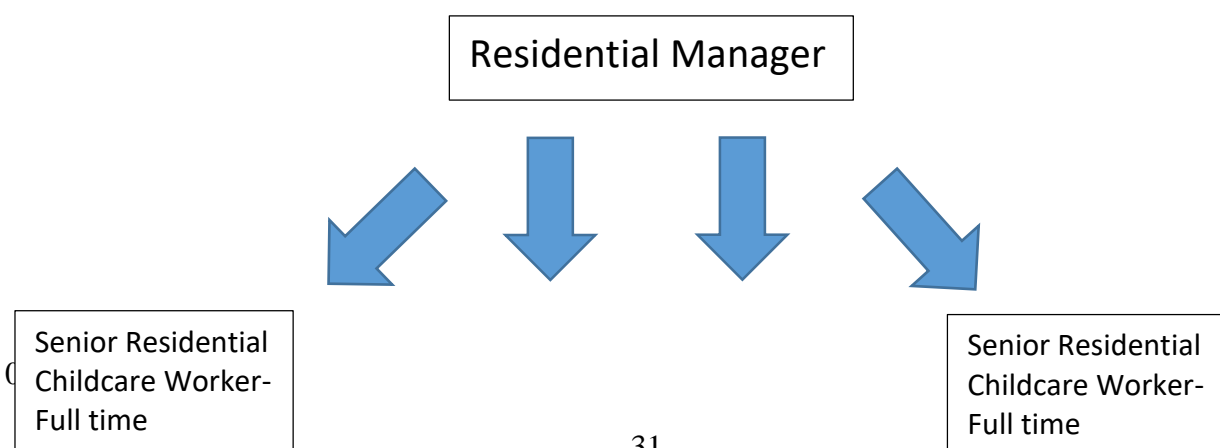 Residential Manager
Senior Residential
Childcare Worker-
Full time
Senior Residential
Childcare Worker-
Full time
31